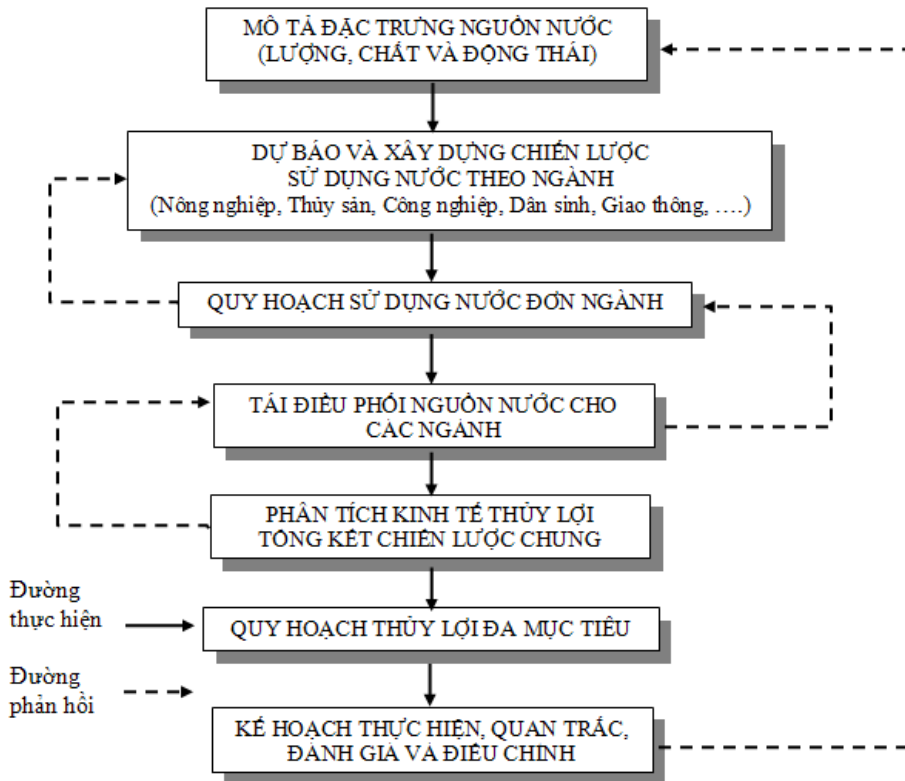 MÔ TẢ ĐẶC TRƯNG NGUỒN NƯỚC
(LƯỢNG, CHẤT VÀ ĐỘNG THÁI)
DỰ BÁO VÀ XÂY DỰNG CHIẾN LƯỢC
SỬ DỤNG NƯỚC THEO NGÀNH
(Nông nghiệp, Thủy sản, Công nghiệp, Dân sinh, Giao thông, ….)
QUY HOẠCH SỬ DỤNG NƯỚC ĐƠN NGÀNH
TÁI ĐIỀU PHỐI NGUỒN NƯỚC CHO
CÁC NGÀNH
PHÂN TÍCH KINH TẾ THỦY LỢI
TỔNG KẾT CHIẾN LƯỢC CHUNG
Đường
thực hiện
QUY HOẠCH THỦY LỢI ĐA MỤC TIÊU
Đường
phản hồi
KẾ HOẠCH THỰC HIỆN, QUAN TRẮC,
ĐÁNH GIÁ VÀ ĐIỀU CHỈNH